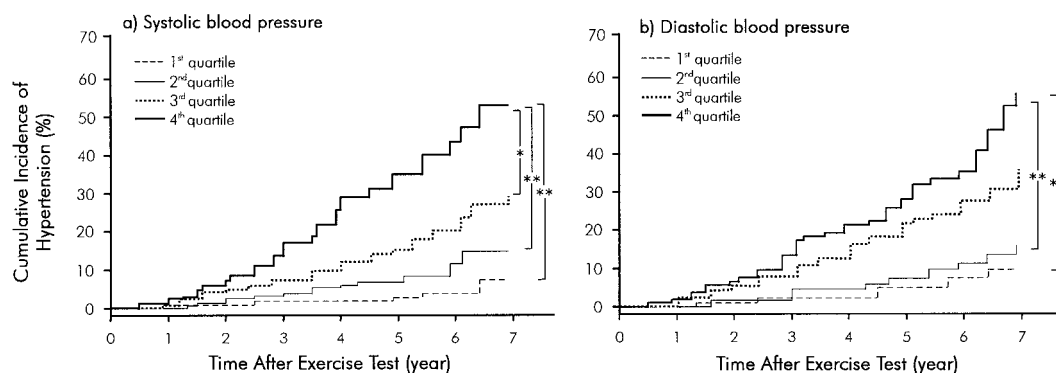 a) Systolic blood pressure
70
60
50
40
30
20
10
0
Cumulative Incidence of
Hypertension (%)
1st quartile
2nd quartile
3rd quartile
4th quartile
*
**
**
0 1 2 3 4 5 6 7
Time After Exercise Test (year)
b) Diastolic blood pressure
70
60
50
40
30
20
10
0
1st quartile
2nd quartile
3rd quartile
4th quartile
**
*
0 1 2 3 4 5 6 7
Time After Exercise Test (year)